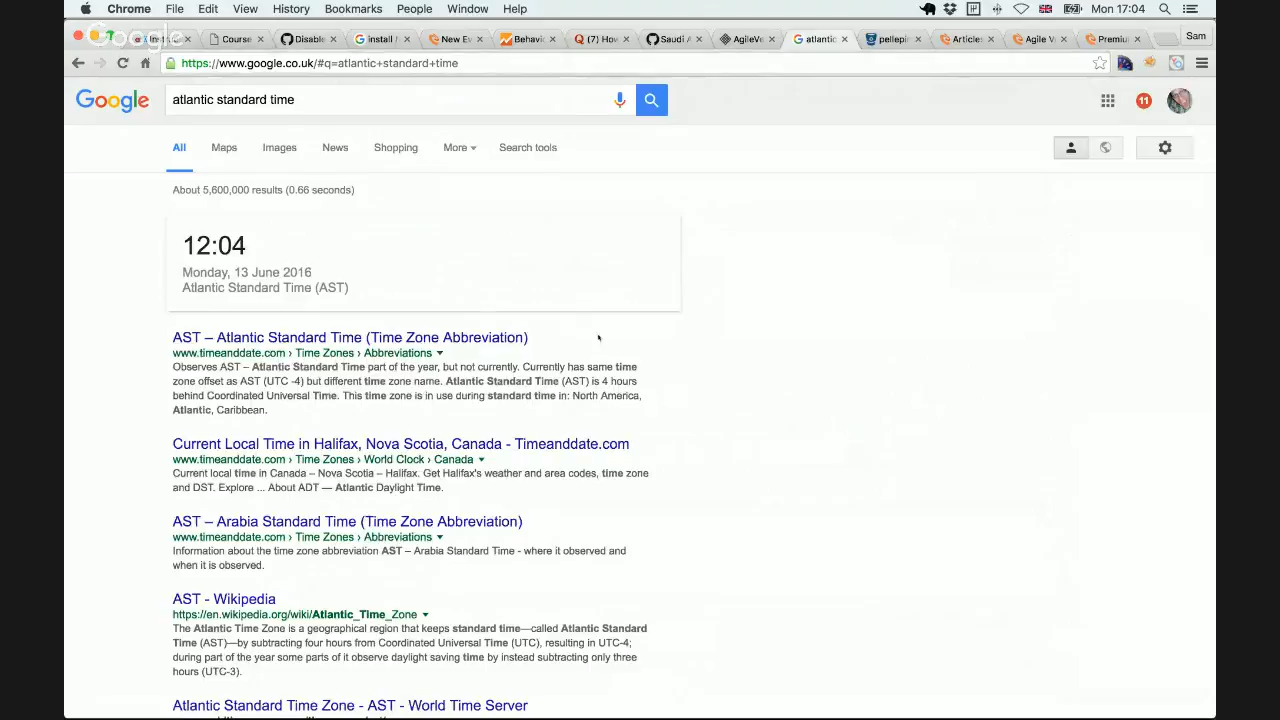 Chrome File Edit View History Bookmarks People Window Help Mon 17:04
Google
Course Disable install New Ev Behavic (7) How Saudi AgileVe atlantic pellepin Articles Agile Ve Premiun Sam
https://www.google.co.uk/#q=atlantic+standard+time
Google atlantic standard time 11
All Maps Images News Shopping More Search tools
About 5,600,000 results (0.66 seconds)
12:04
Monday, 13 June 2016
Atlantic Standard Time (AST)
AST – Atlantic Standard Time (Time Zone Abbreviation)
www.timeanddate.com › Time Zones › Abbreviations
Observes AST – Atlantic Standard Time part of the year, but not currently. Currently has same time
zone offset as AST (UTC -4) but different time zone name. Atlantic Standard Time (AST) is 4 hours
behind Coordinated Universal Time. This time zone is in use during standard time in: North America,
Atlantic, Caribbean.
Current Local Time in Halifax, Nova Scotia, Canada - Timeanddate.com
www.timeanddate.com › Time Zones › World Clock › Canada
Current local time in Canada – Nova Scotia – Halifax. Get Halifax's weather and area codes, time zone
and DST. Explore ... About ADT — Atlantic Daylight Time.
AST – Arabia Standard Time (Time Zone Abbreviation)
www.timeanddate.com › Time Zones › Abbreviations
Information about the time zone abbreviation AST – Arabia Standard Time - where it observed and
when it is observed.
AST - Wikipedia
https://en.wikipedia.org/wiki/Atlantic_Time_Zone
The Atlantic Time Zone is a geographical region that keeps standard time—called Atlantic Standard
Time (AST)—by subtracting four hours from Coordinated Universal Time (UTC), resulting in UTC-4;
during part of the year some parts of it observe daylight saving time by instead subtracting only three
hours (UTC-3).
Atlantic Standard Time Zone - AST - World Time Server